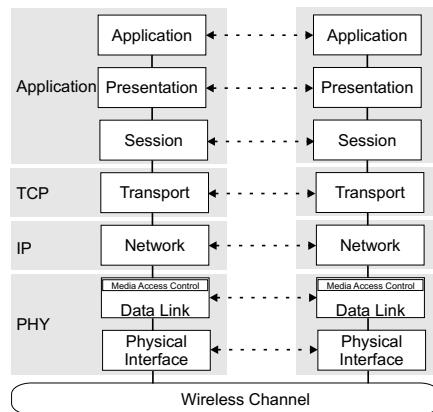 Application Application
Application
Presentation Presentation
Session Session
TCP Transport Transport
IP Network Network
Media Access Control Media Access Control
Data Link Data Link
PHY
Physical Interface Physical Interface
Wireless Channel